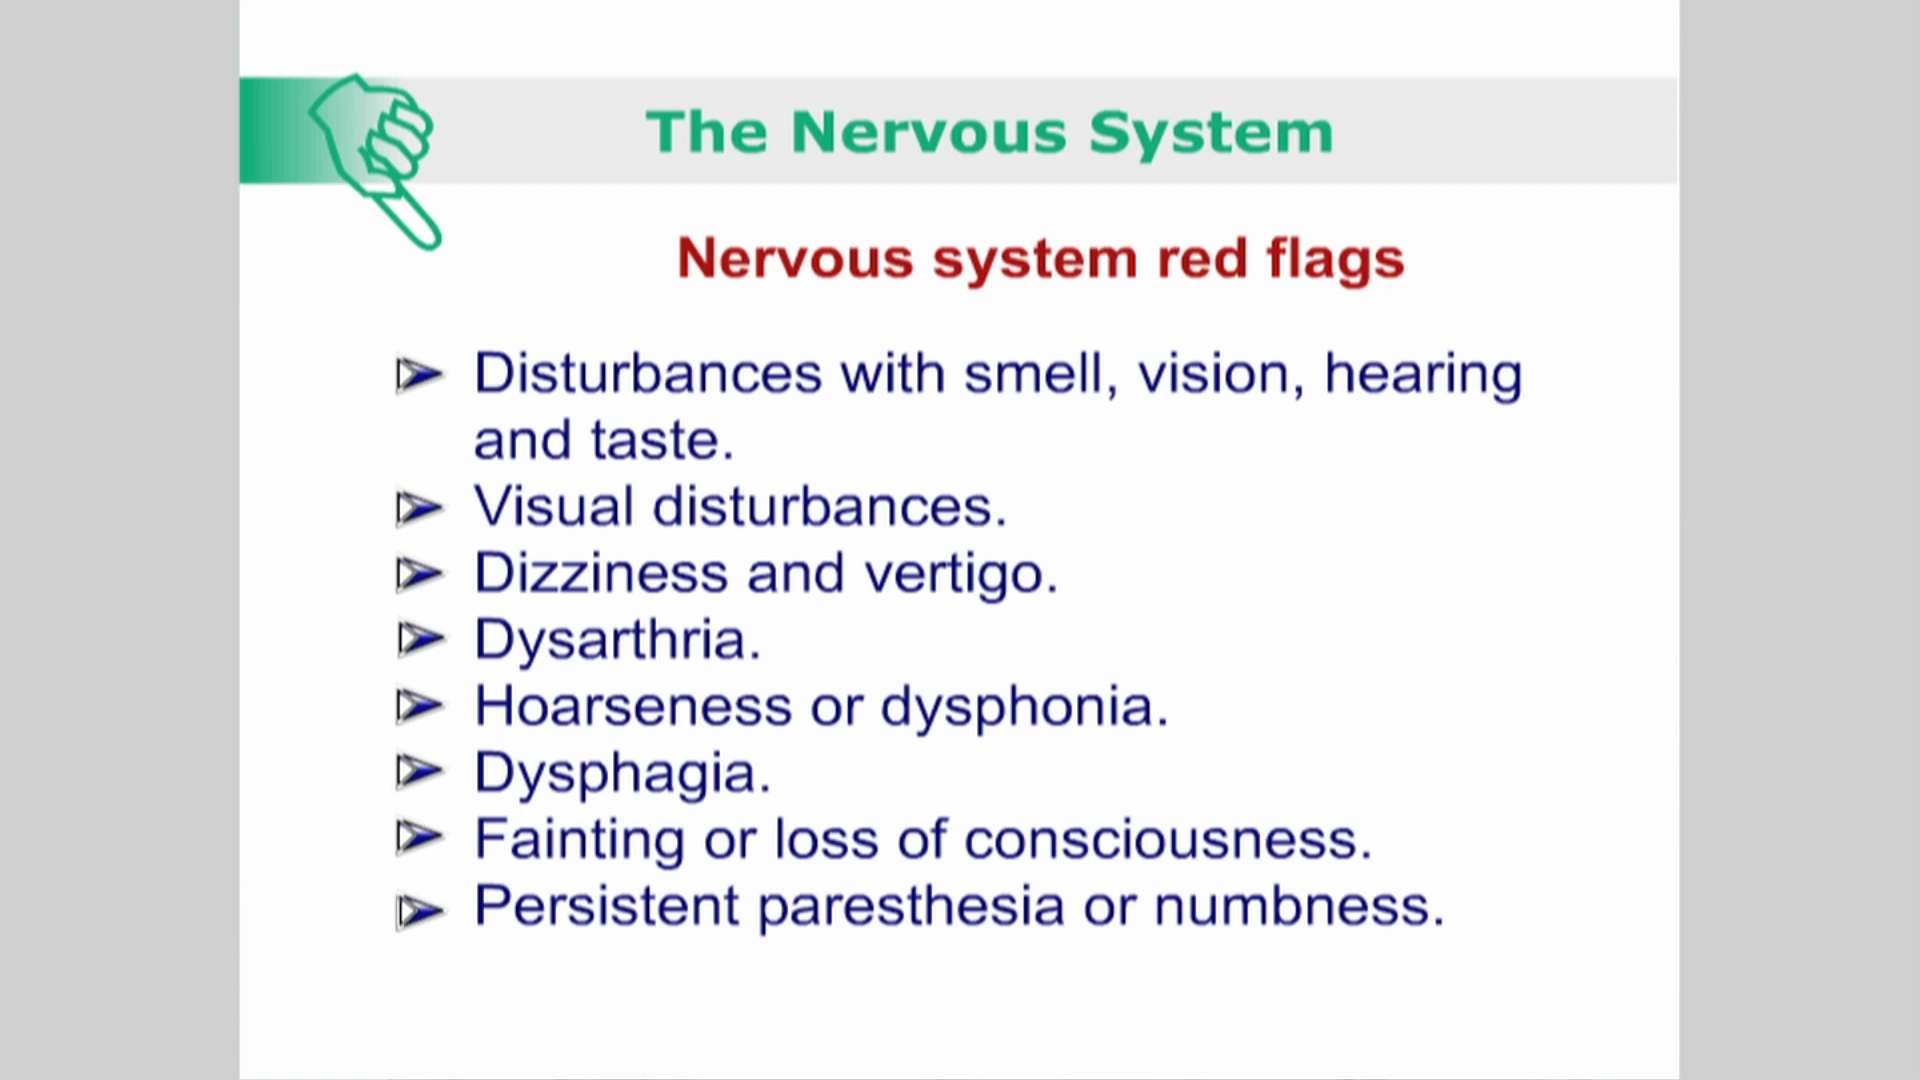 The Nervous System
Nervous system red flags
Disturbances with smell, vision, hearing
and taste.
Visual disturbances.
Dizziness and vertigo.
Dysarthria.
Hoarseness or dysphonia.
Dysphagia.
Fainting or loss of consciousness.
Persistent paresthesia or numbness.